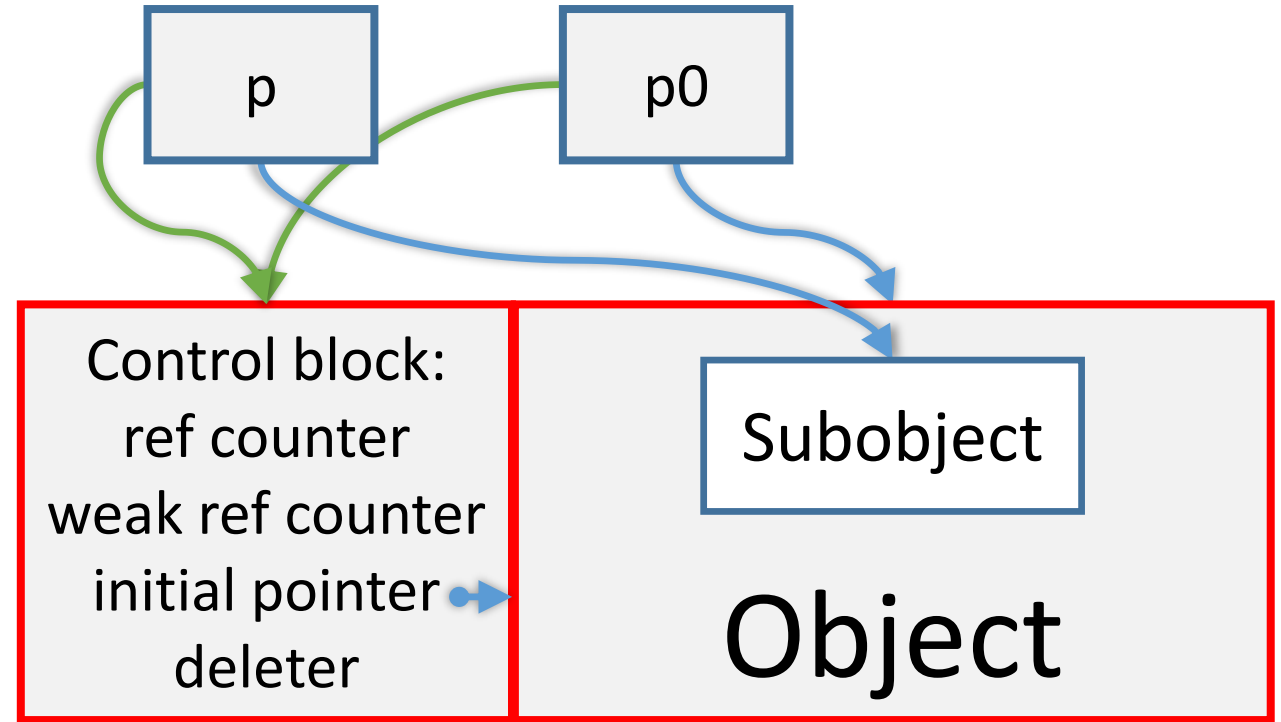 p
p0
Control block:
ref counter
weak ref counter
initial pointer
deleter
Subobject
Object